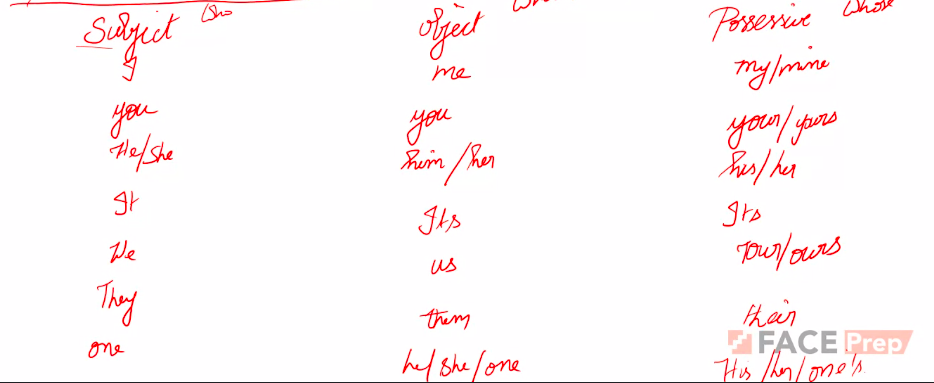 Who Whose
Subject object Possessive
I me my/mine
you you your/yours
He/She him/her his/her
It Its Its
We us our/ours
They them their
one he/she/one His/her/one's
FACE Prep